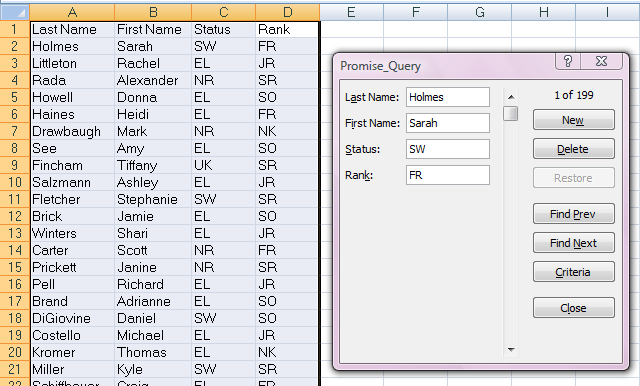 A B C D E F G H I
1 Last Name First Name Status Rank
2 Holmes Sarah SW FR
3 Littleton Rachel EL JR
4 Rada Alexander NR SR
5 Howell Donna EL SO
6 Haines Heidi EL FR
7 Drawbaugh Mark NR NK
8 See Amy EL SO
9 Fincham Tiffany UK SR
10 Salzmann Ashley EL JR
11 Fletcher Stephanie SW SR
12 Brick Jamie EL SO
13 Winters Shari EL JR
14 Carter Scott NR FR
15 Prickett Janine NR SR
16 Pell Richard EL JR
17 Brand Adrianne EL SO
18 DiGiovine Daniel SW SO
19 Costello Michael EL JR
20 Kromer Thomas EL NK
21 Miller Kyle SW SR
22 Schiffhauer Craig EL FR
Promise_Query
Last Name: Holmes
First Name: Sarah
Status: SW
Rank: FR
1 of 199
New
Delete
Restore
Find Prev
Find Next
Criteria
Close